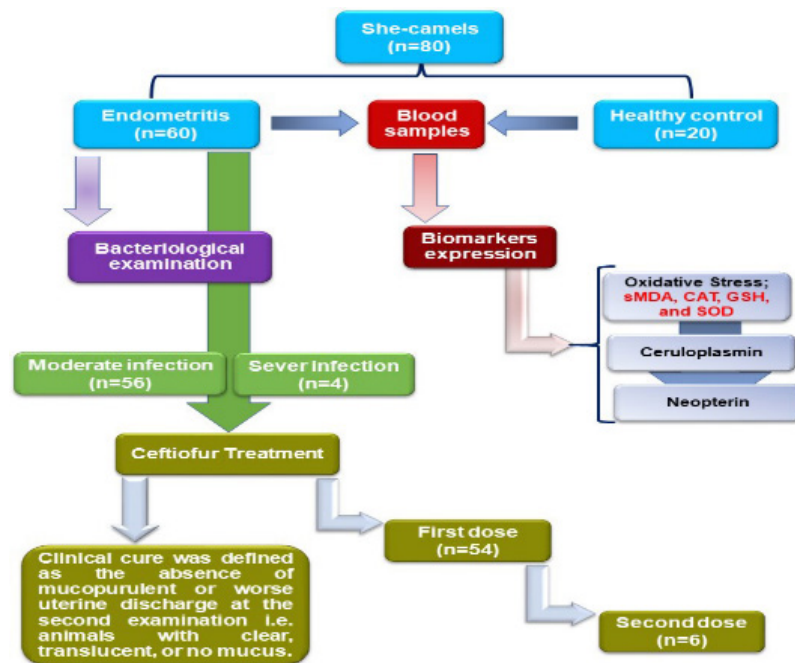 She-camels
(n=80)
Endometritis
(n=60)
Blood
samples
Healthy control
(n=20)
Bacteriological
examination
Biomarkers
expression
Oxidative Stress;
sMDA, CAT, GSH,
and SOD
Ceruloplasmin
Neopterin
Moderate infection
(n=56)
Sever Infection
(n=4)
Ceftiofur Treatment
Clinical cure was defined
as the absence of
mucopurulent or worse
uterine discharge at the
second examination i.e.
animals with clear,
translucent, or no mucus.
First dose
(n=54)
Second dose
(n=6)